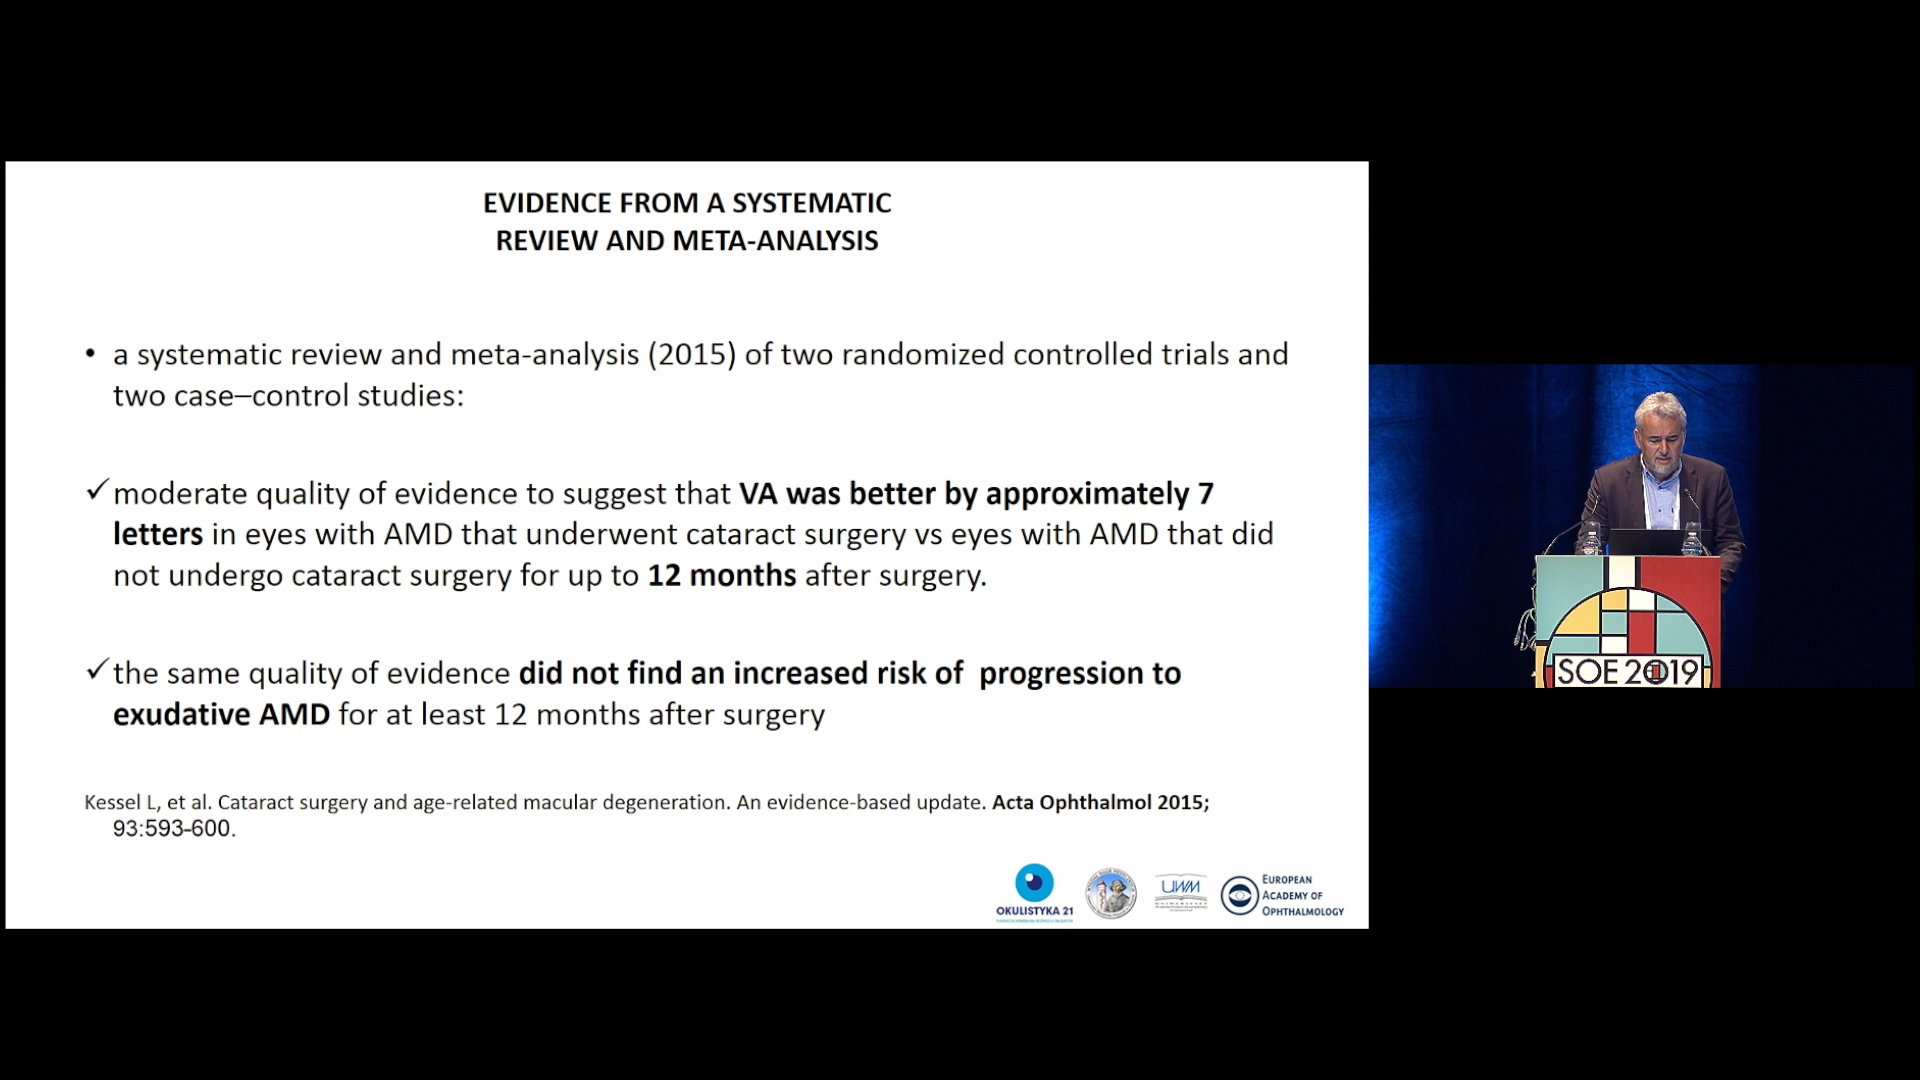 EVIDENCE FROM A SYSTEMATIC
REVIEW AND META-ANALYSIS
• a systematic review and meta-analysis (2015) of two randomized controlled trials and
two case–control studies:
✓moderate quality of evidence to suggest that VA was better by approximately 7
letters in eyes with AMD that underwent cataract surgery vs eyes with AMD that did
not undergo cataract surgery for up to 12 months after surgery.
✓the same quality of evidence did not find an increased risk of  progression to
exudative AMD for at least 12 months after surgery
Kessel L, et al. Cataract surgery and age-related macular degeneration. An evidence-based update. Acta Ophthalmol 2015;
93:593-600.
OKULISTYKA 21
UWM
EUROPEAN
ACADEMY OF
OPHTHALMOLOGY
SOE 2019